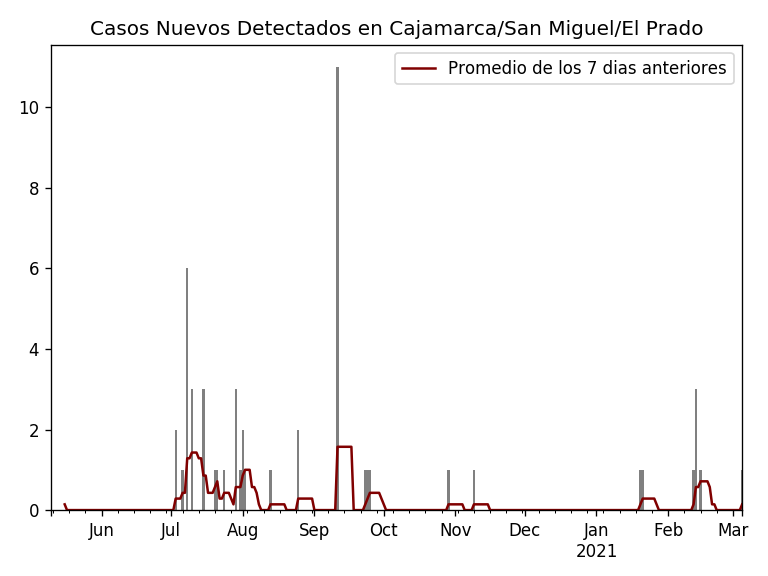 Casos Nuevos Detectados en Cajamarca/San Miguel/El Prado
Promedio de los 7 dias anteriores
10
8
6
4
2
0
Jun Jul Aug Sep Oct Nov Dec Jan Feb Mar
2021